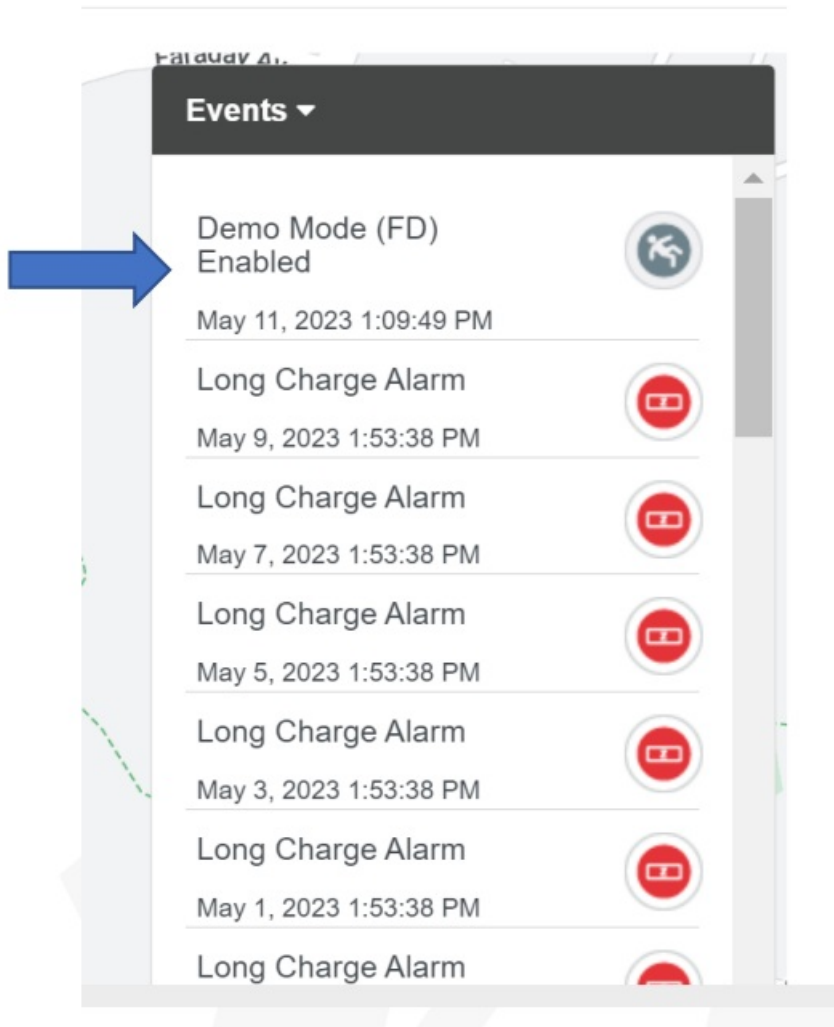 Faraday A
Events
Demo Mode (FD)
Enabled
May 11, 2023 1:09:49 PM
Long Charge Alarm
May 9, 2023 1:53:38 PM
Long Charge Alarm
May 7, 2023 1:53:38 PM
Long Charge Alarm
May 5, 2023 1:53:38 PM
Long Charge Alarm
May 3, 2023 1:53:38 PM
Long Charge Alarm
May 1, 2023 1:53:38 PM
Long Charge Alarm